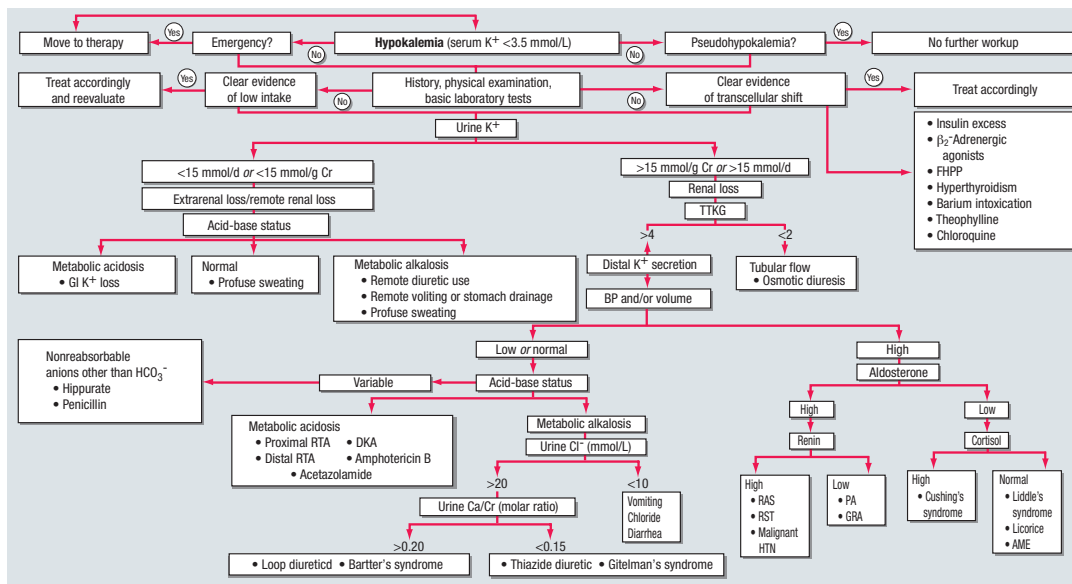 Move to therapy
Yes
Emergency?
No
Hypokalemia (serum K+ <3.5 mmol/L)
No
Pseudohypokalemia?
Yes
No further workup
Treat accordingly
and reevaluate
Yes
Clear evidence
of low intake
No
History, physical examination,
basic laboratory tests
No
Clear evidence
of transcellular shift
Yes
Treat accordingly
• Insulin excess
• β2-Adrenergic
agonists
• FHPP
• Hyperthyroidism
• Barium intoxication
• Theophylline
• Chloroquine
Urine K+
<15 mmol/d or <15 mmol/g Cr
Extrarenal loss/remote renal loss
Acid-base status
Metabolic acidosis
• GI K+ loss
Normal
• Profuse sweating
Metabolic alkalosis
• Remote diuretic use
• Remote voliting or stomach drainage
• Profuse sweating
>15 mmol/g Cr or >15 mmol/d
Renal loss
TTKG
>4
<2
Distal K+ secretion
Tubular flow
• Osmotic diuresis
BP and/or volume
Low or normal
Acid-base status
Variable
Nonreabsorbable
anions other than HCO3-
• Hippurate
• Penicillin
Metabolic acidosis
• Proximal RTA • DKA
• Distal RTA • Amphotericin B
• Acetazolamide
Metabolic alkalosis
Urine Cl- (mmol/L)
>20
<10
Urine Ca/Cr (molar ratio)
Vomiting
Chloride
Diarrhea
>0.20
<0.15
• Loop diureticd • Bartter's syndrome
• Thiazide diuretic • Gitelman's syndrome
High
Aldosterone
High
Low
Renin
Cortisol
High
• RAS
• RST
• Malignant
HTN
Low
• PA
• GRA
High
• Cushing's
syndrome
Normal
• Liddle's
syndrome
• Licorice
• AME